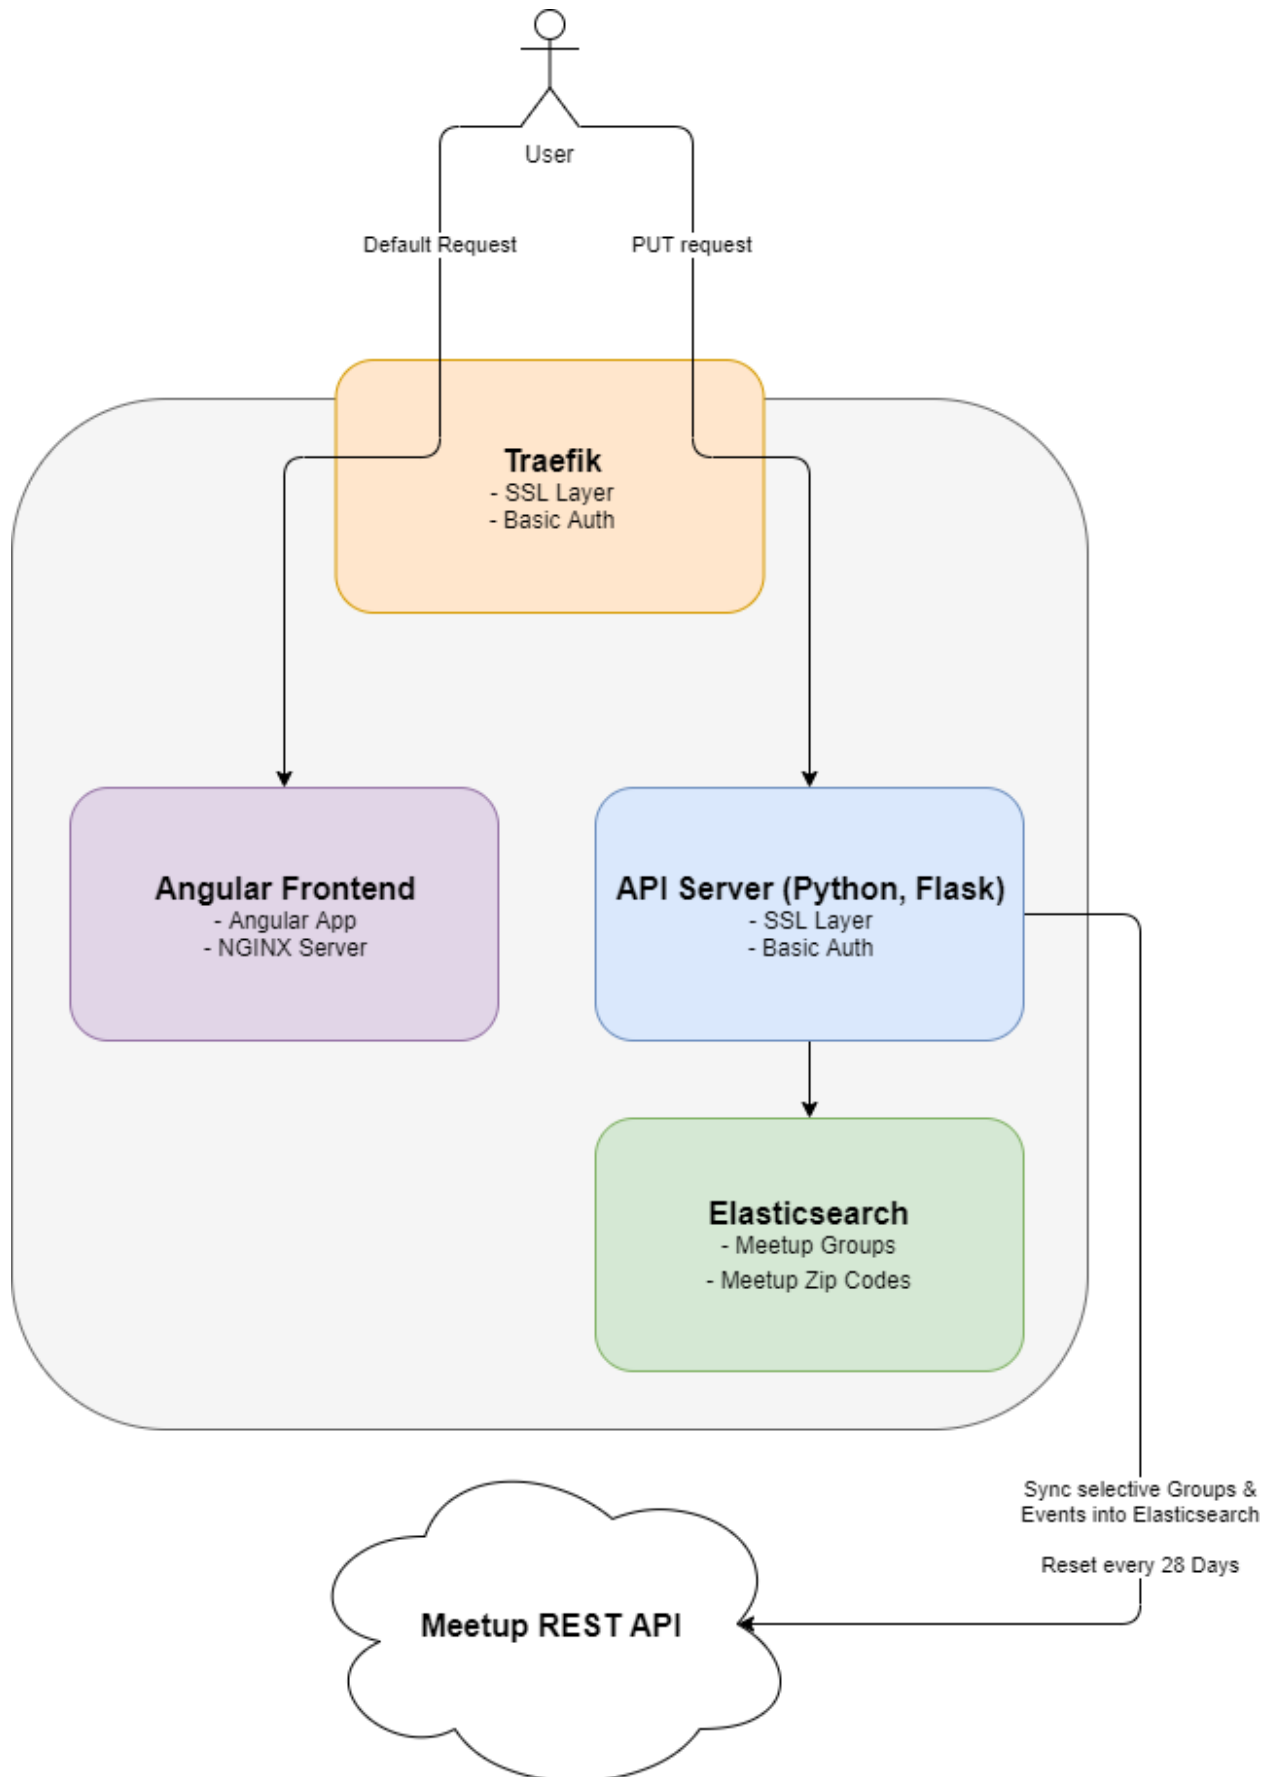 User
Default Request
PUT request
Traefik
- SSL Layer
- Basic Auth
Angular Frontend
- Angular App
- NGINX Server
API Server (Python, Flask)
- SSL Layer
- Basic Auth
Elasticsearch
- Meetup Groups
- Meetup Zip Codes
Sync selective Groups &
Events into Elasticsearch
Reset every 28 Days
Meetup REST API